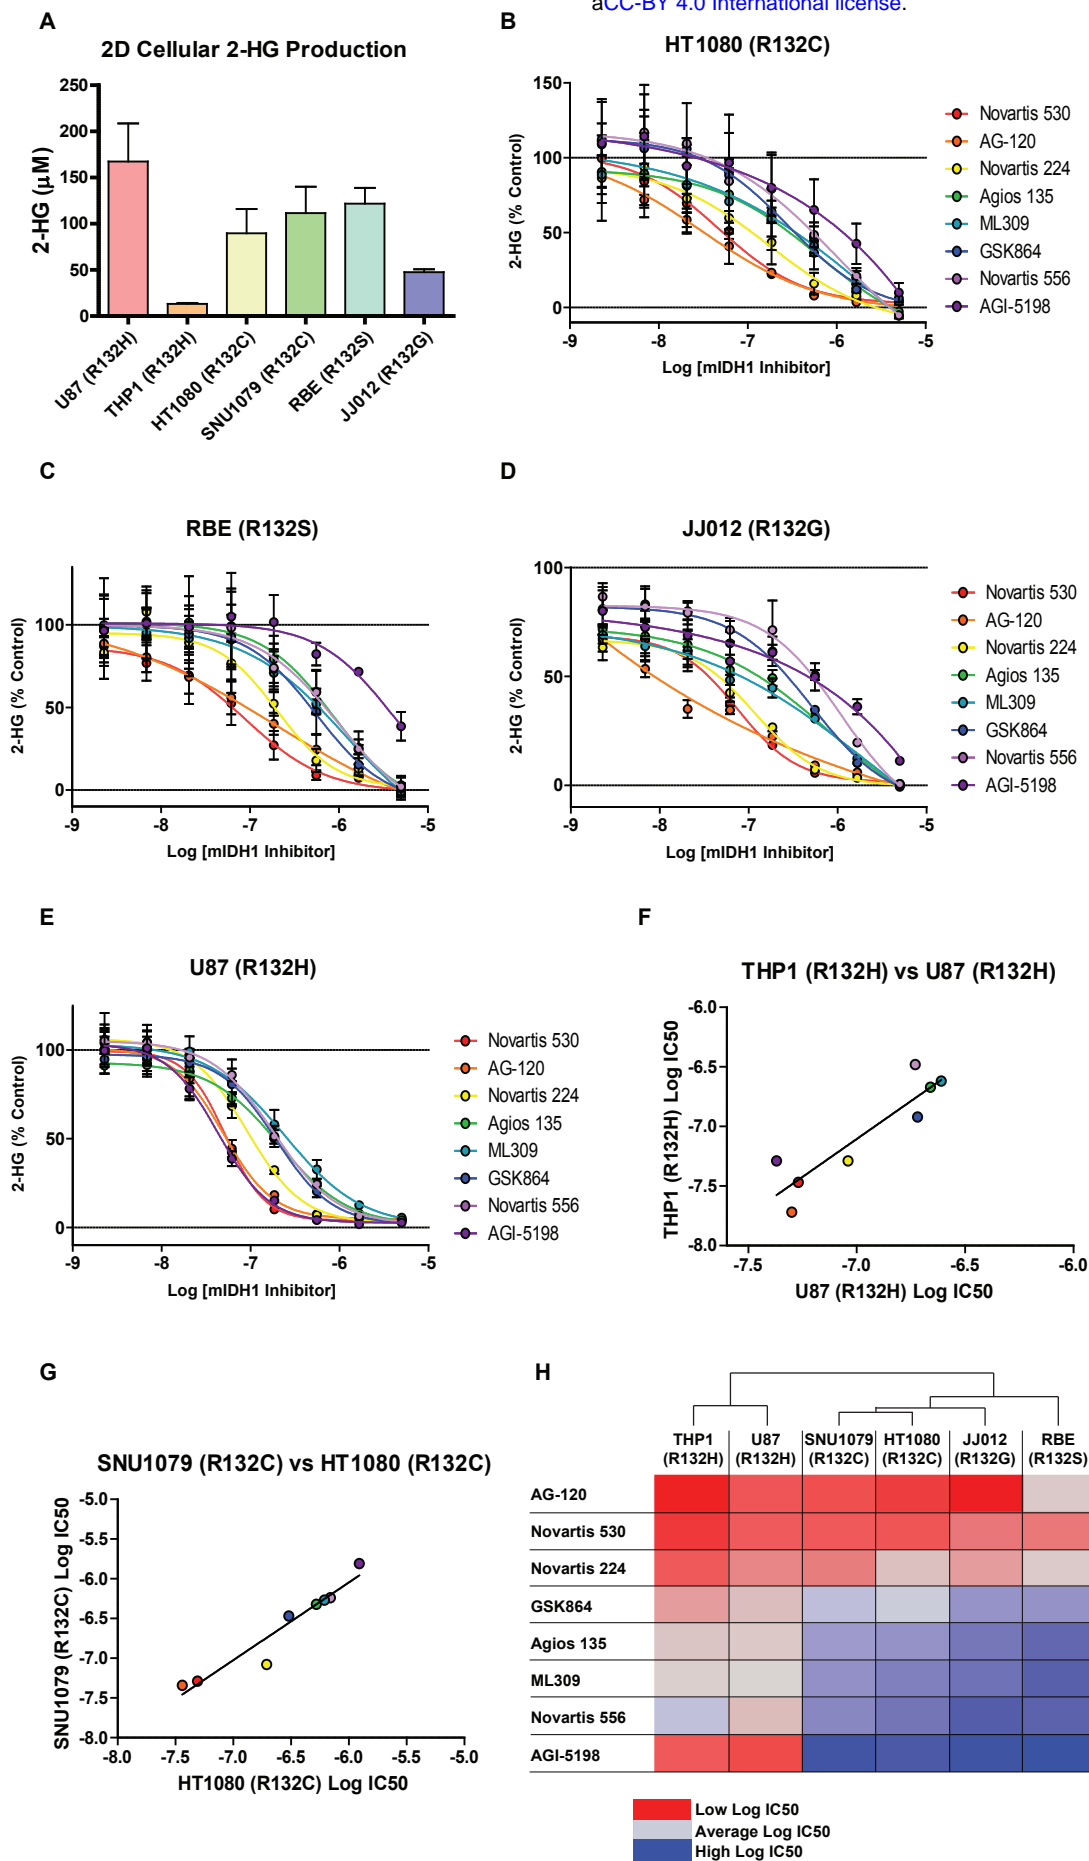 aCC-BY 4.0 International license.
A
2D Cellular 2-HG Production
2-HG (μM)
250
200
150
100
50
0
U87 (R132H)
THP1 (R132H)
HT1080 (R132C)
SNU1079 (R132C)
RBE (R132S)
JJ012 (R132G)
B
HT1080 (R132C)
2-HG (% Control)
150
100
50
0
-9 -8 -7 -6 -5
Log [mIDH1 Inhibitor]
Novartis 530
AG-120
Novartis 224
Agios 135
ML309
GSK864
Novartis 556
AGI-5198
C
RBE (R132S)
2-HG (% Control)
100
50
0
-9 -8 -7 -6 -5
Log [mIDH1 Inhibitor]
D
JJ012 (R132G)
2-HG (% Control)
100
50
0
-9 -8 -7 -6 -5
Log [mIDH1 Inhibitor]
Novartis 530
AG-120
Novartis 224
Agios 135
ML309
GSK864
Novartis 556
AGI-5198
E
U87 (R132H)
2-HG (% Control)
100
50
0
-9 -8 -7 -6 -5
Log [mIDH1 Inhibitor]
Novartis 530
AG-120
Novartis 224
Agios 135
ML309
GSK864
Novartis 556
AGI-5198
F
THP1 (R132H) vs U87 (R132H)
THP1 (R132H) Log IC50
-6.0
-6.5
-7.0
-7.5
-8.0
-7.5 -7.0 -6.5 -6.0
U87 (R132H) Log IC50
G
SNU1079 (R132C) vs HT1080 (R132C)
SNU1079 (R132C) Log IC50
-5.0
-5.5
-6.0
-6.5
-7.0
-7.5
-8.0
-8.0 -7.5 -7.0 -6.5 -6.0 -5.5 -5.0
HT1080 (R132C) Log IC50
H
THP1 U87 SNU1079 HT1080 JJ012 RBE
(R132H) (R132H) (R132C) (R132C) (R132G) (R132S)
AG-120
Novartis 530
Novartis 224
GSK864
Agios 135
ML309
Novartis 556
AGI-5198
Low Log IC50
Average Log IC50
High Log IC50